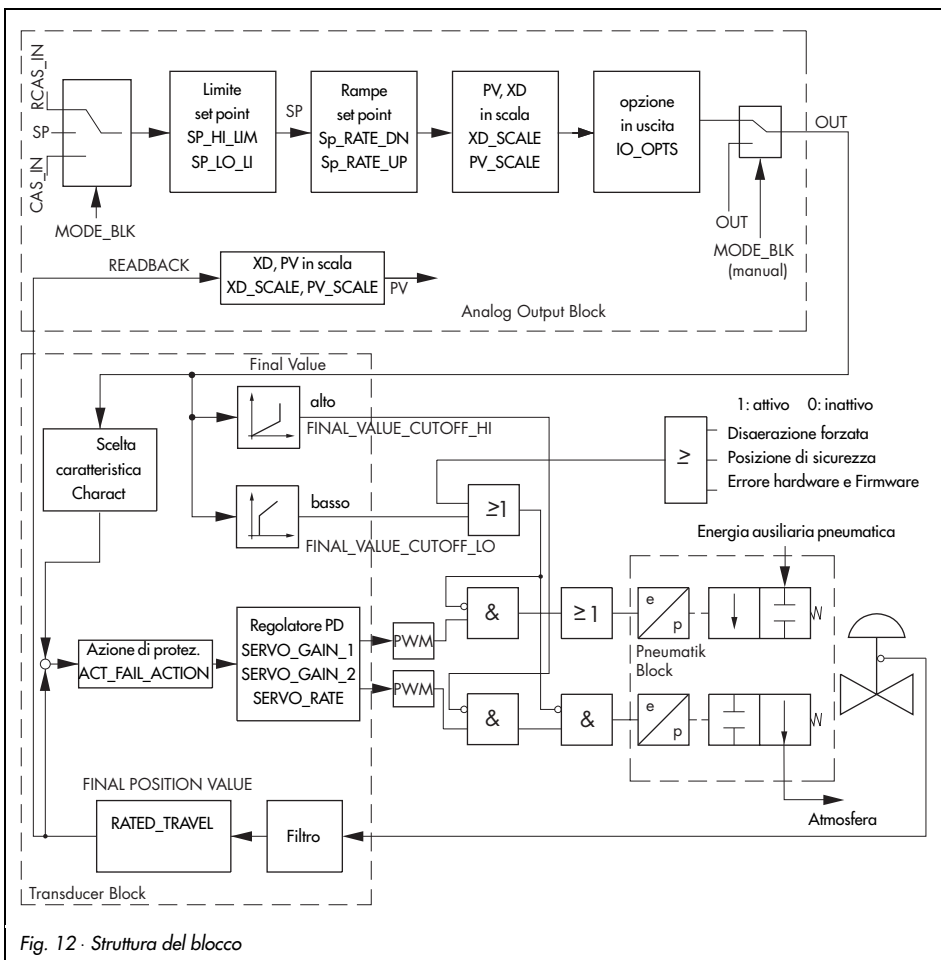 RCAS_IN
SP
CAS_IN
MODE_BLK
Limite
set point
SP_HI_LIM
SP_LO_LI
SP
Rampe
set point
Sp_RATE_DN
Sp_RATE_UP
PV, XD
in scala
XD_SCALE
PV_SCALE
opzione
in uscita
IO_OPTS
OUT
OUT
MODE_BLK
(manual)
READBACK
XD, PV in scala
XD_SCALE, PV_SCALE
PV
Analog Output Block
Final Value
Scelta
caratteristica
Charact
alto
FINAL_VALUE_CUTOFF_HI
basso
FINAL_VALUE_CUTOFF_LO
≥1
≥
1: attivo 0: inattivo
Disaerazione forzata
Posizione di sicurezza
Errore hardware e Firmware
Energia ausiliaria pneumatica
Azione di protez.
ACT_FAIL_ACTION
Regolatore PD
SERVO_GAIN_1
SERVO_GAIN_2
SERVO_RATE
PWM
PWM
&
≥1
&
&
e
p
Pneumatik
Block
e
p
Atmosfera
FINAL POSITION VALUE
RATED_TRAVEL
Filtro
Transducer Block
Fig. 12 · Struttura del blocco